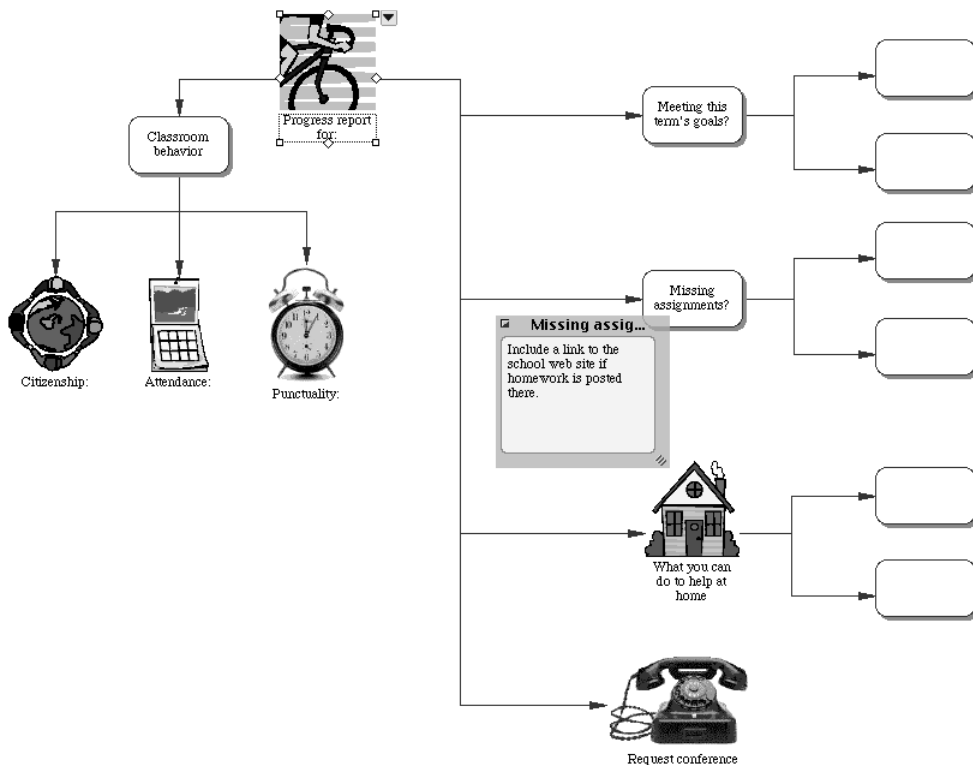 Progress report
for:
Classroom
behavior
Citizenship:
Attendance:
Punctuality:
Meeting this
term's goals?
Missing
assignments?
Missing assig...
Include a link to the
school web site if
homework is posted
there.
What you can
do to help at
home
Request conference